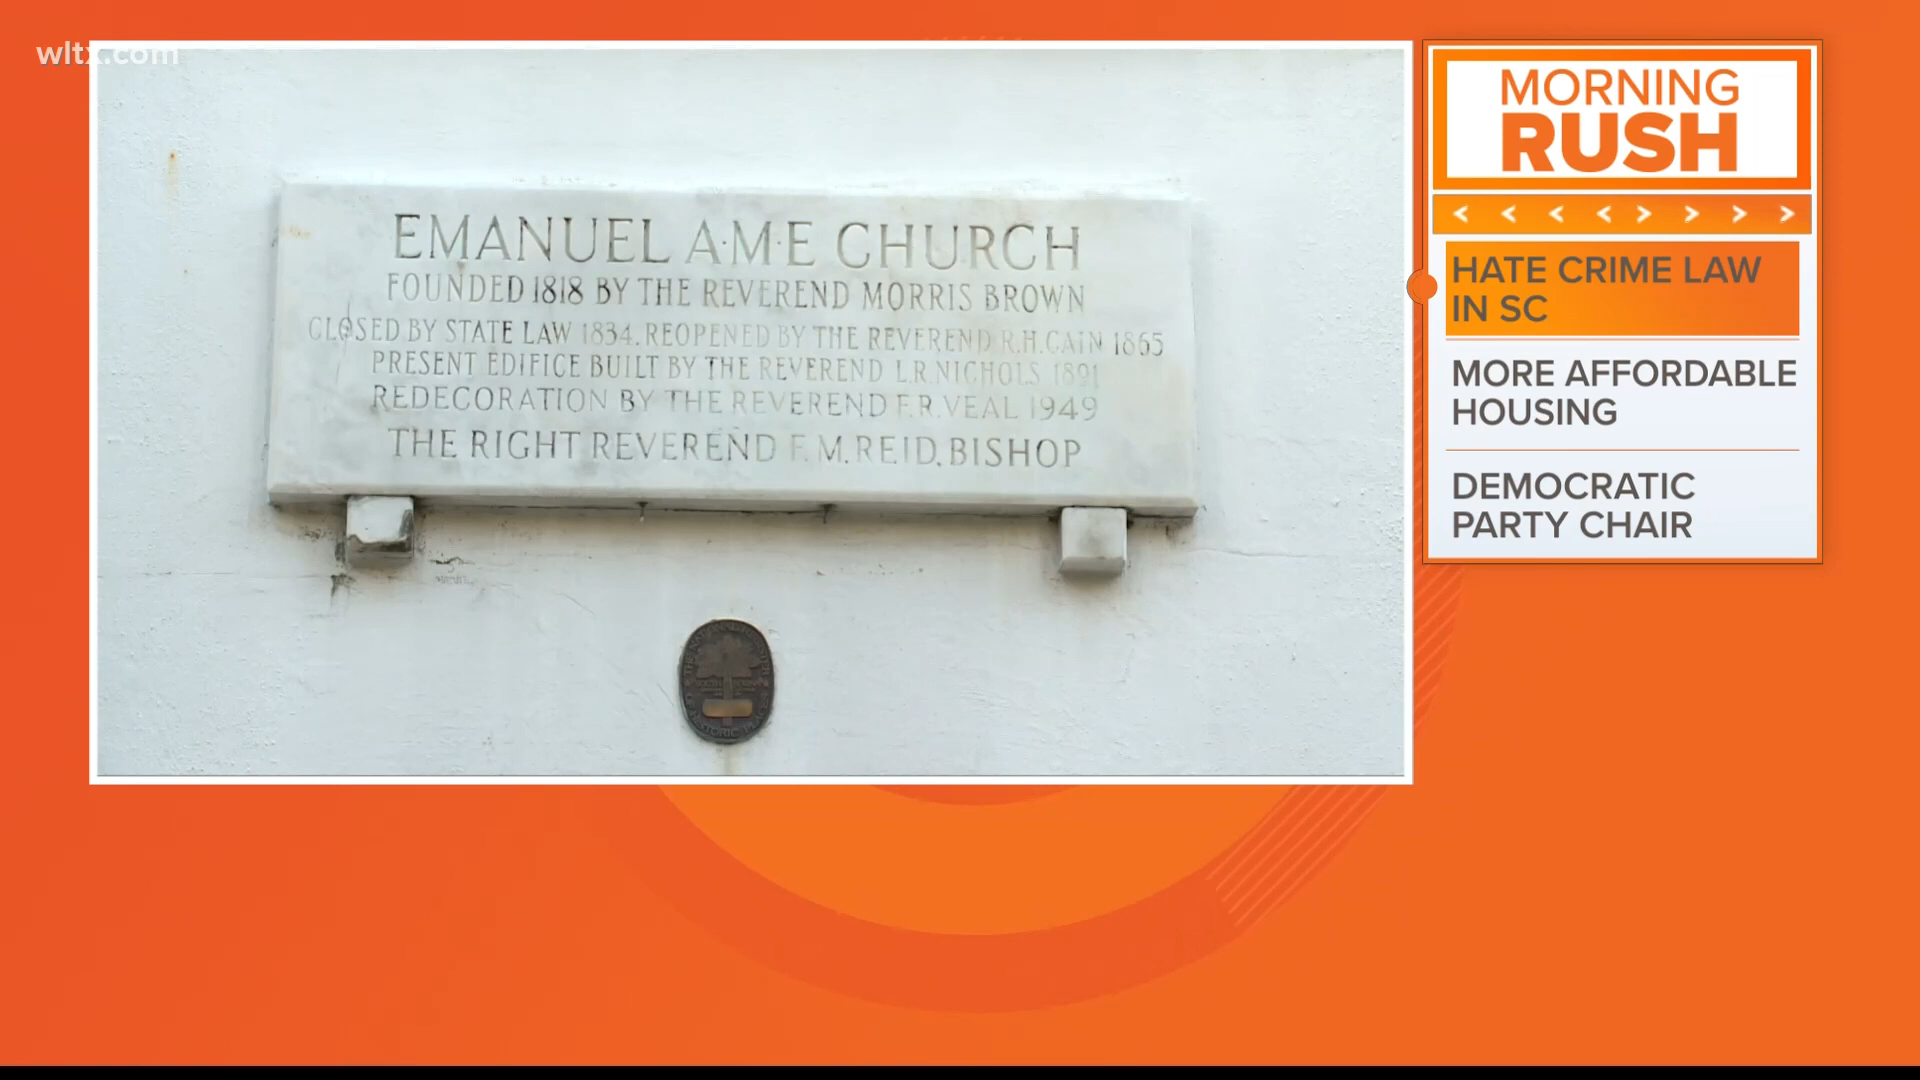 wltx.com
EMANUEL A·M·E CHURCH
FOUNDED 1818 BY THE REVEREND MORRIS BROWN
CLOSED BY STATE LAW 1834. REOPENED BY THE REVEREND R.H. CAIN 1865
PRESENT EDIFICE BUILT BY THE REVEREND L.R. NICHOLS 1891
REDECORATION BY THE REVEREND F.R. VEAL 1949
THE RIGHT REVEREND F.M. REID, BISHOP
MORNING
RUSH
HATE CRIME LAW
IN SC
MORE AFFORDABLE
HOUSING
DEMOCRATIC
PARTY CHAIR